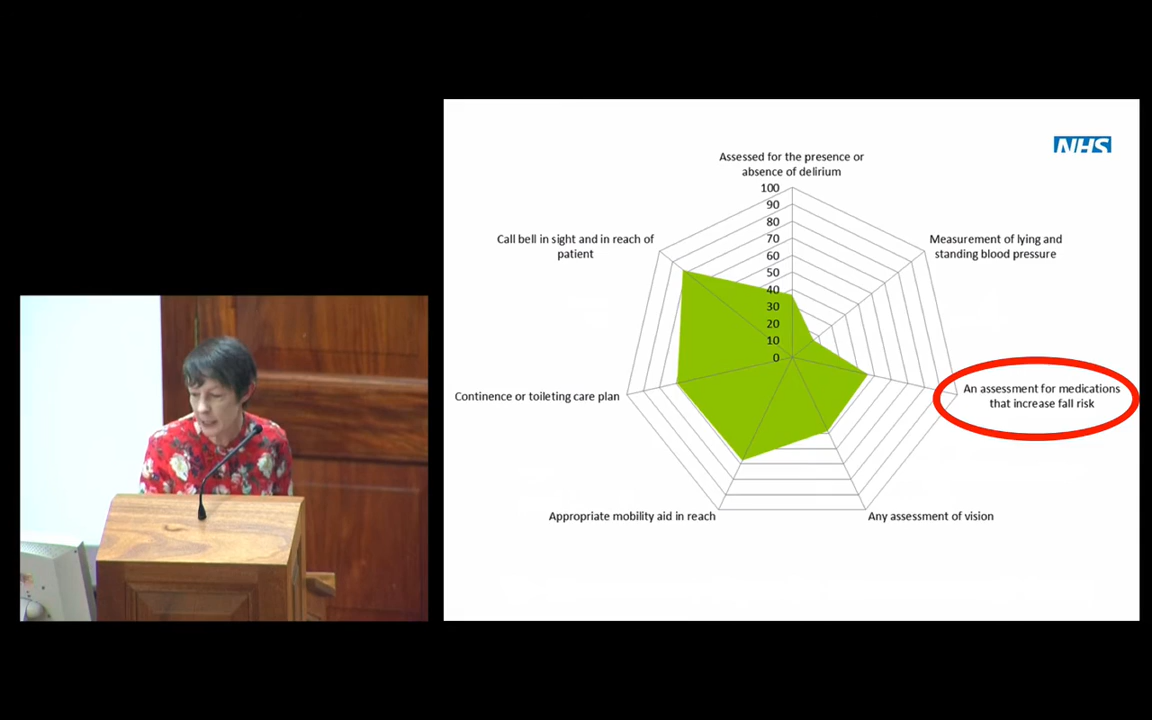 NHS
Assessed for the presence or
absence of delirium
100
90
80
70
60
50
40
30
20
10
0
Call bell in sight and in reach of
patient
Measurement of lying and
standing blood pressure
An assessment for medications
that increase fall risk
Continence or toileting care plan
Appropriate mobility aid in reach
Any assessment of vision